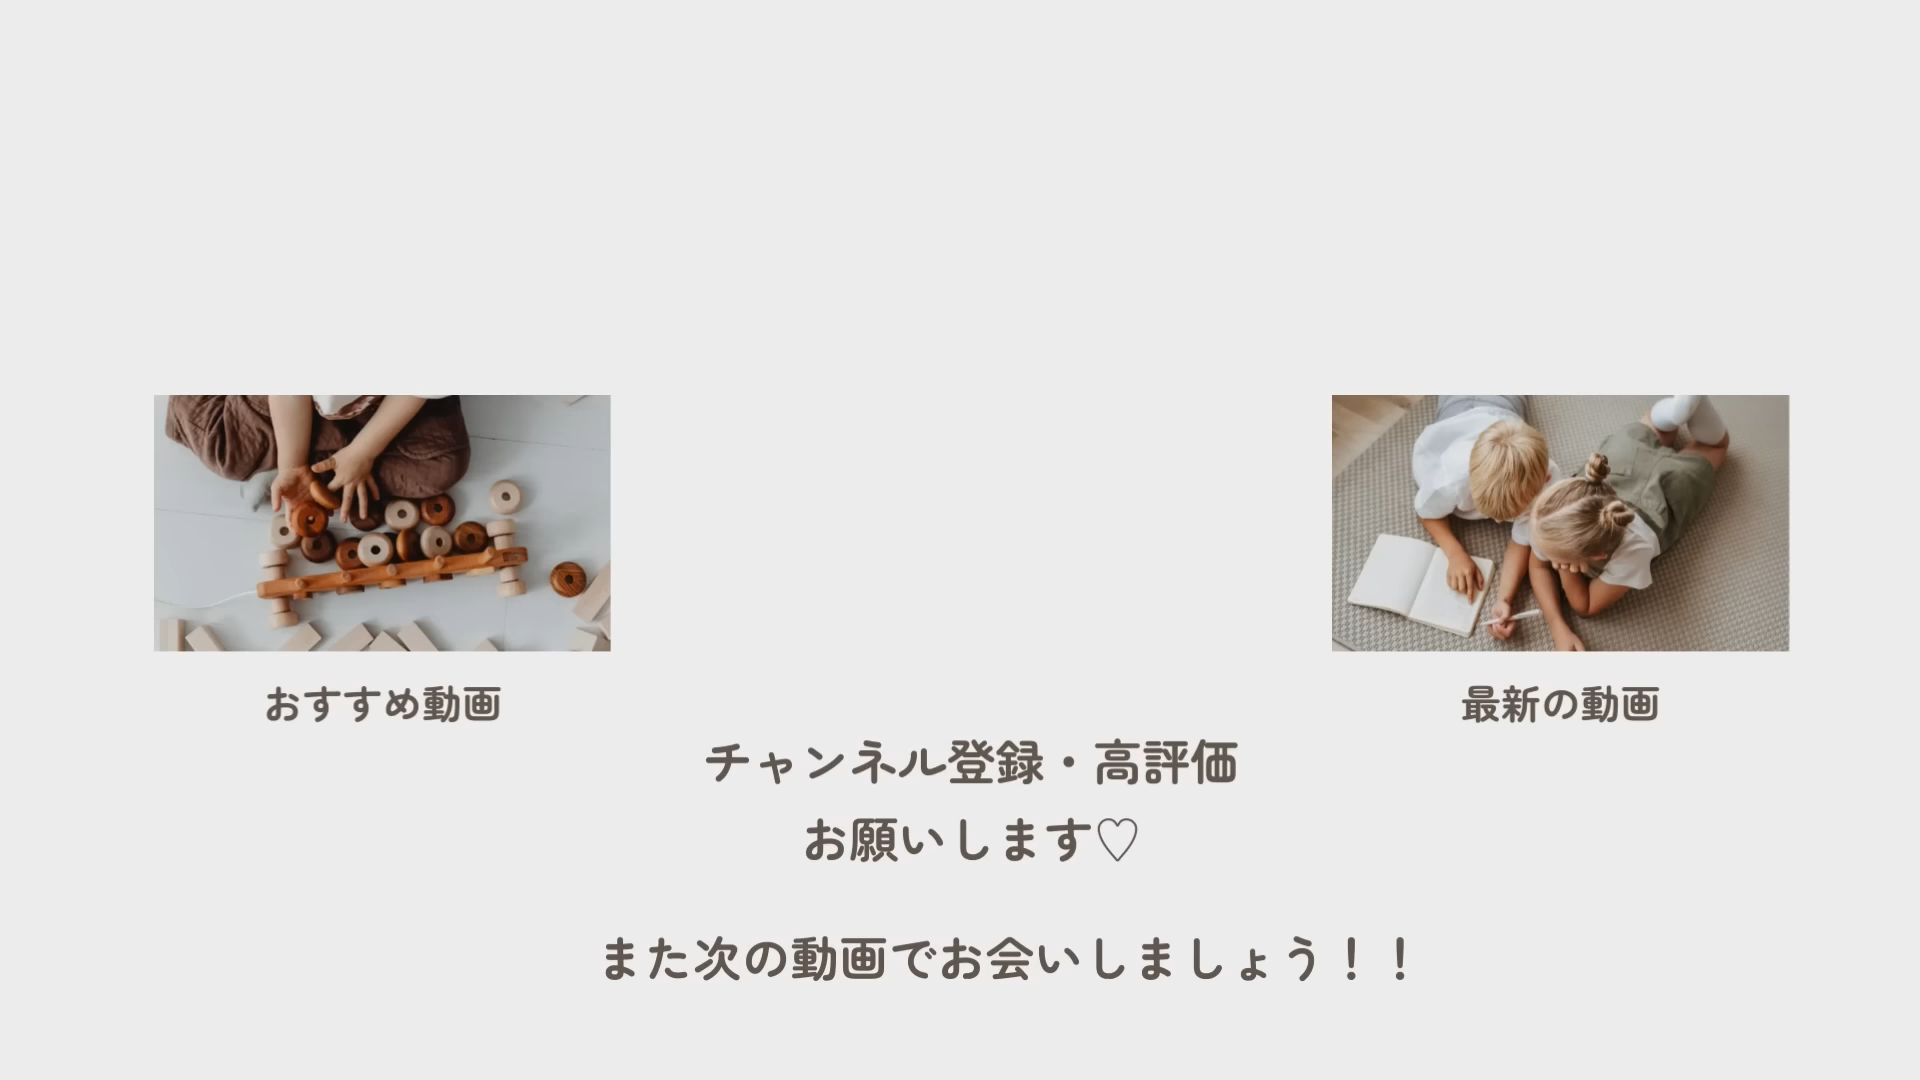 おすすめ動画
最新の動画
チャンネル登録・高評価
お願いします♡
また次の動画でお会いしましょう！！